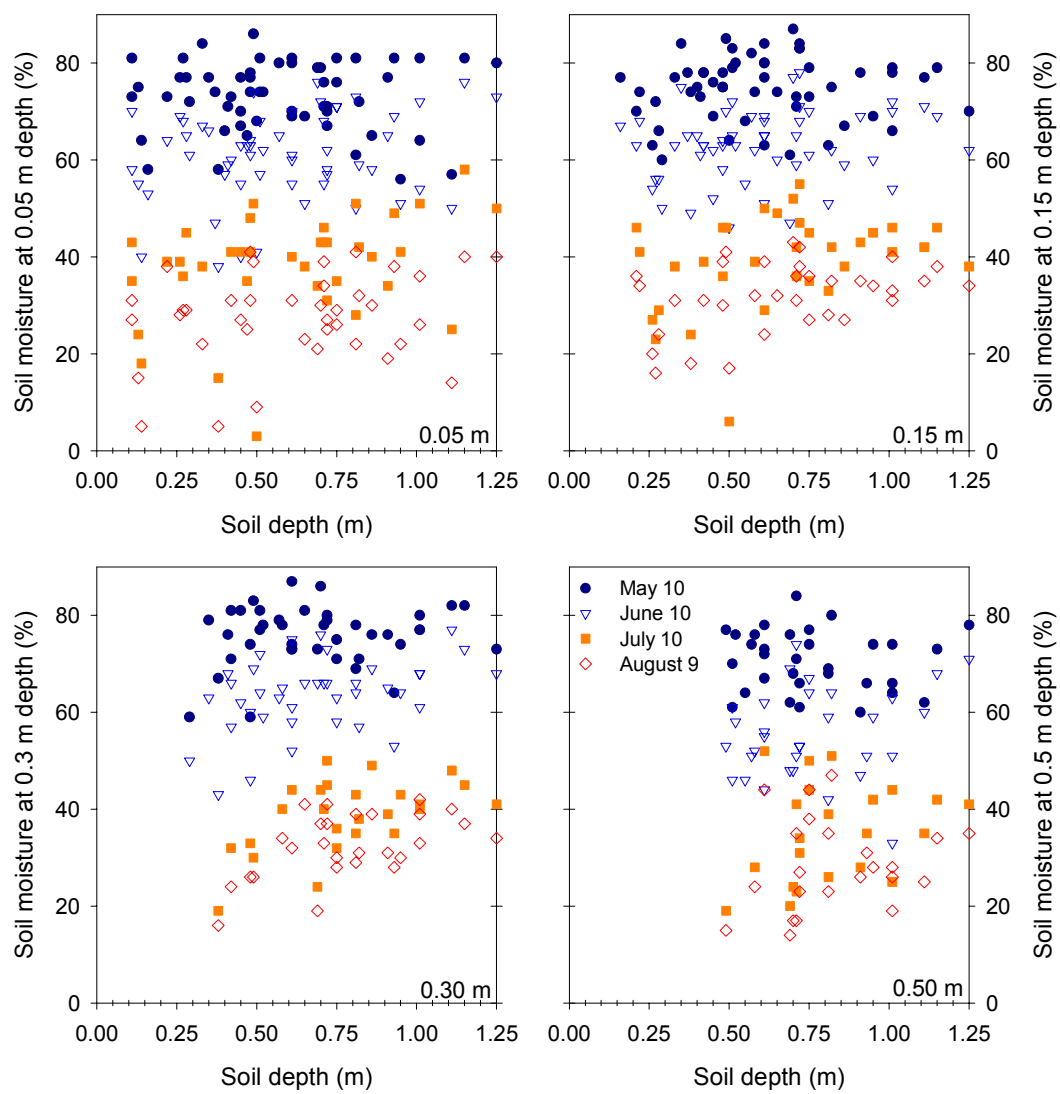 Soil moisture at 0.05 m depth (%)
80
60
40
20
0
0.05 m
0.00 0.25 0.50 0.75 1.00 1.25
Soil depth (m)
Soil moisture at 0.15 m depth (%)
80
60
40
20
0
0.15 m
0.00 0.25 0.50 0.75 1.00 1.25
Soil depth (m)
Soil moisture at 0.3 m depth (%)
80
60
40
20
0
0.30 m
0.00 0.25 0.50 0.75 1.00 1.25
Soil depth (m)
May 10
June 10
July 10
August 9
Soil moisture at 0.5 m depth (%)
80
60
40
20
0
0.50 m
0.00 0.25 0.50 0.75 1.00 1.25
Soil depth (m)